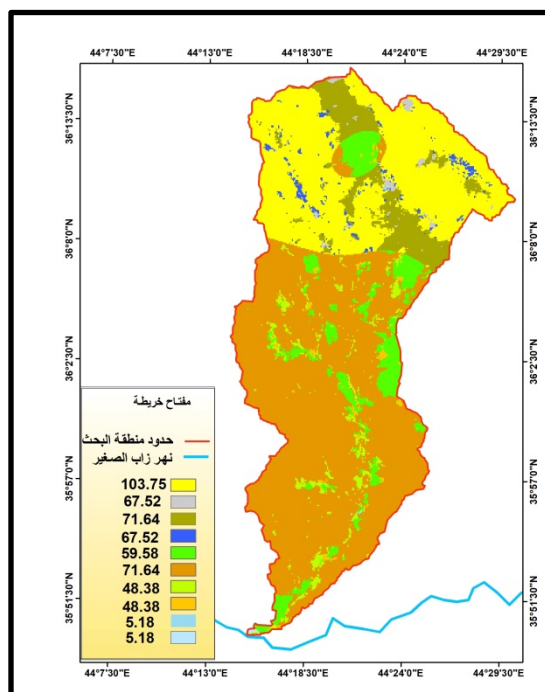 44°7'30"E 44°13'0"E 44°18'30"E 44°24'0"E 44°29'30"E
36°13'30"N 36°13'30"N
36°8'0"N 36°8'0"N
36°2'30"N 36°2'30"N
35°57'0"N 35°57'0"N
35°51'30"N 35°51'30"N
مفتاح خريطة
حدود منطقة البحث
نهر زاب الصغير
103.75
67.52
71.64
67.52
59.58
71.64
48.38
48.38
5.18
5.18
44°7'30"E 44°13'0"E 44°18'30"E 44°24'0"E 44°29'30"E